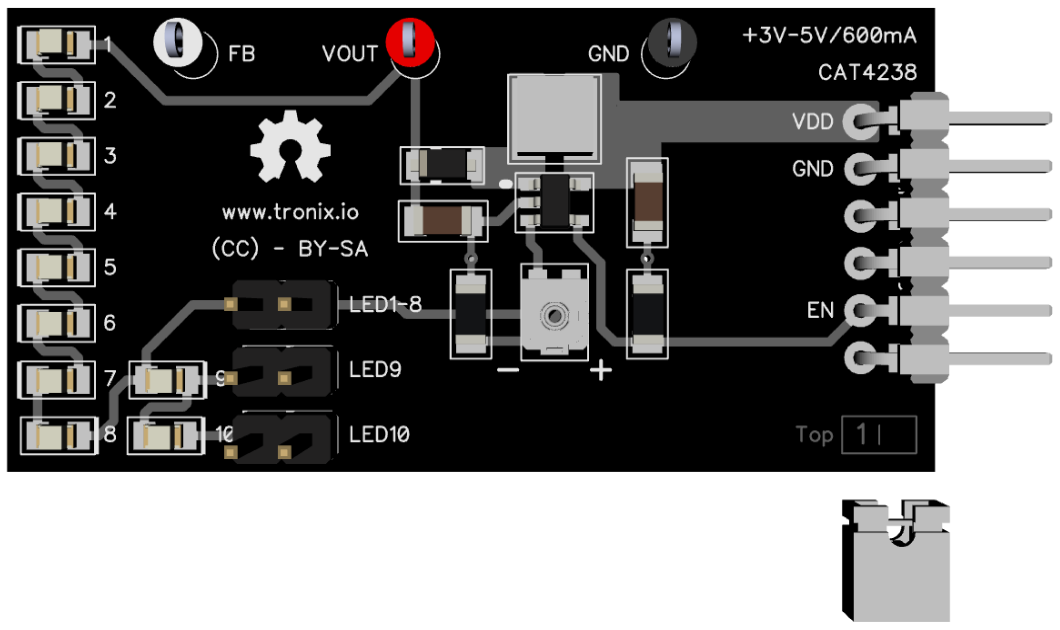 1
FB
VOUT
GND
+3V-5V/600mA
CAT4238
2
3
4
5
6
7
8
9
10
www.tronix.io
(CC) - BY-SA
VDD
GND
EN
LED1-8
LED9
LED10
- +
Top 1